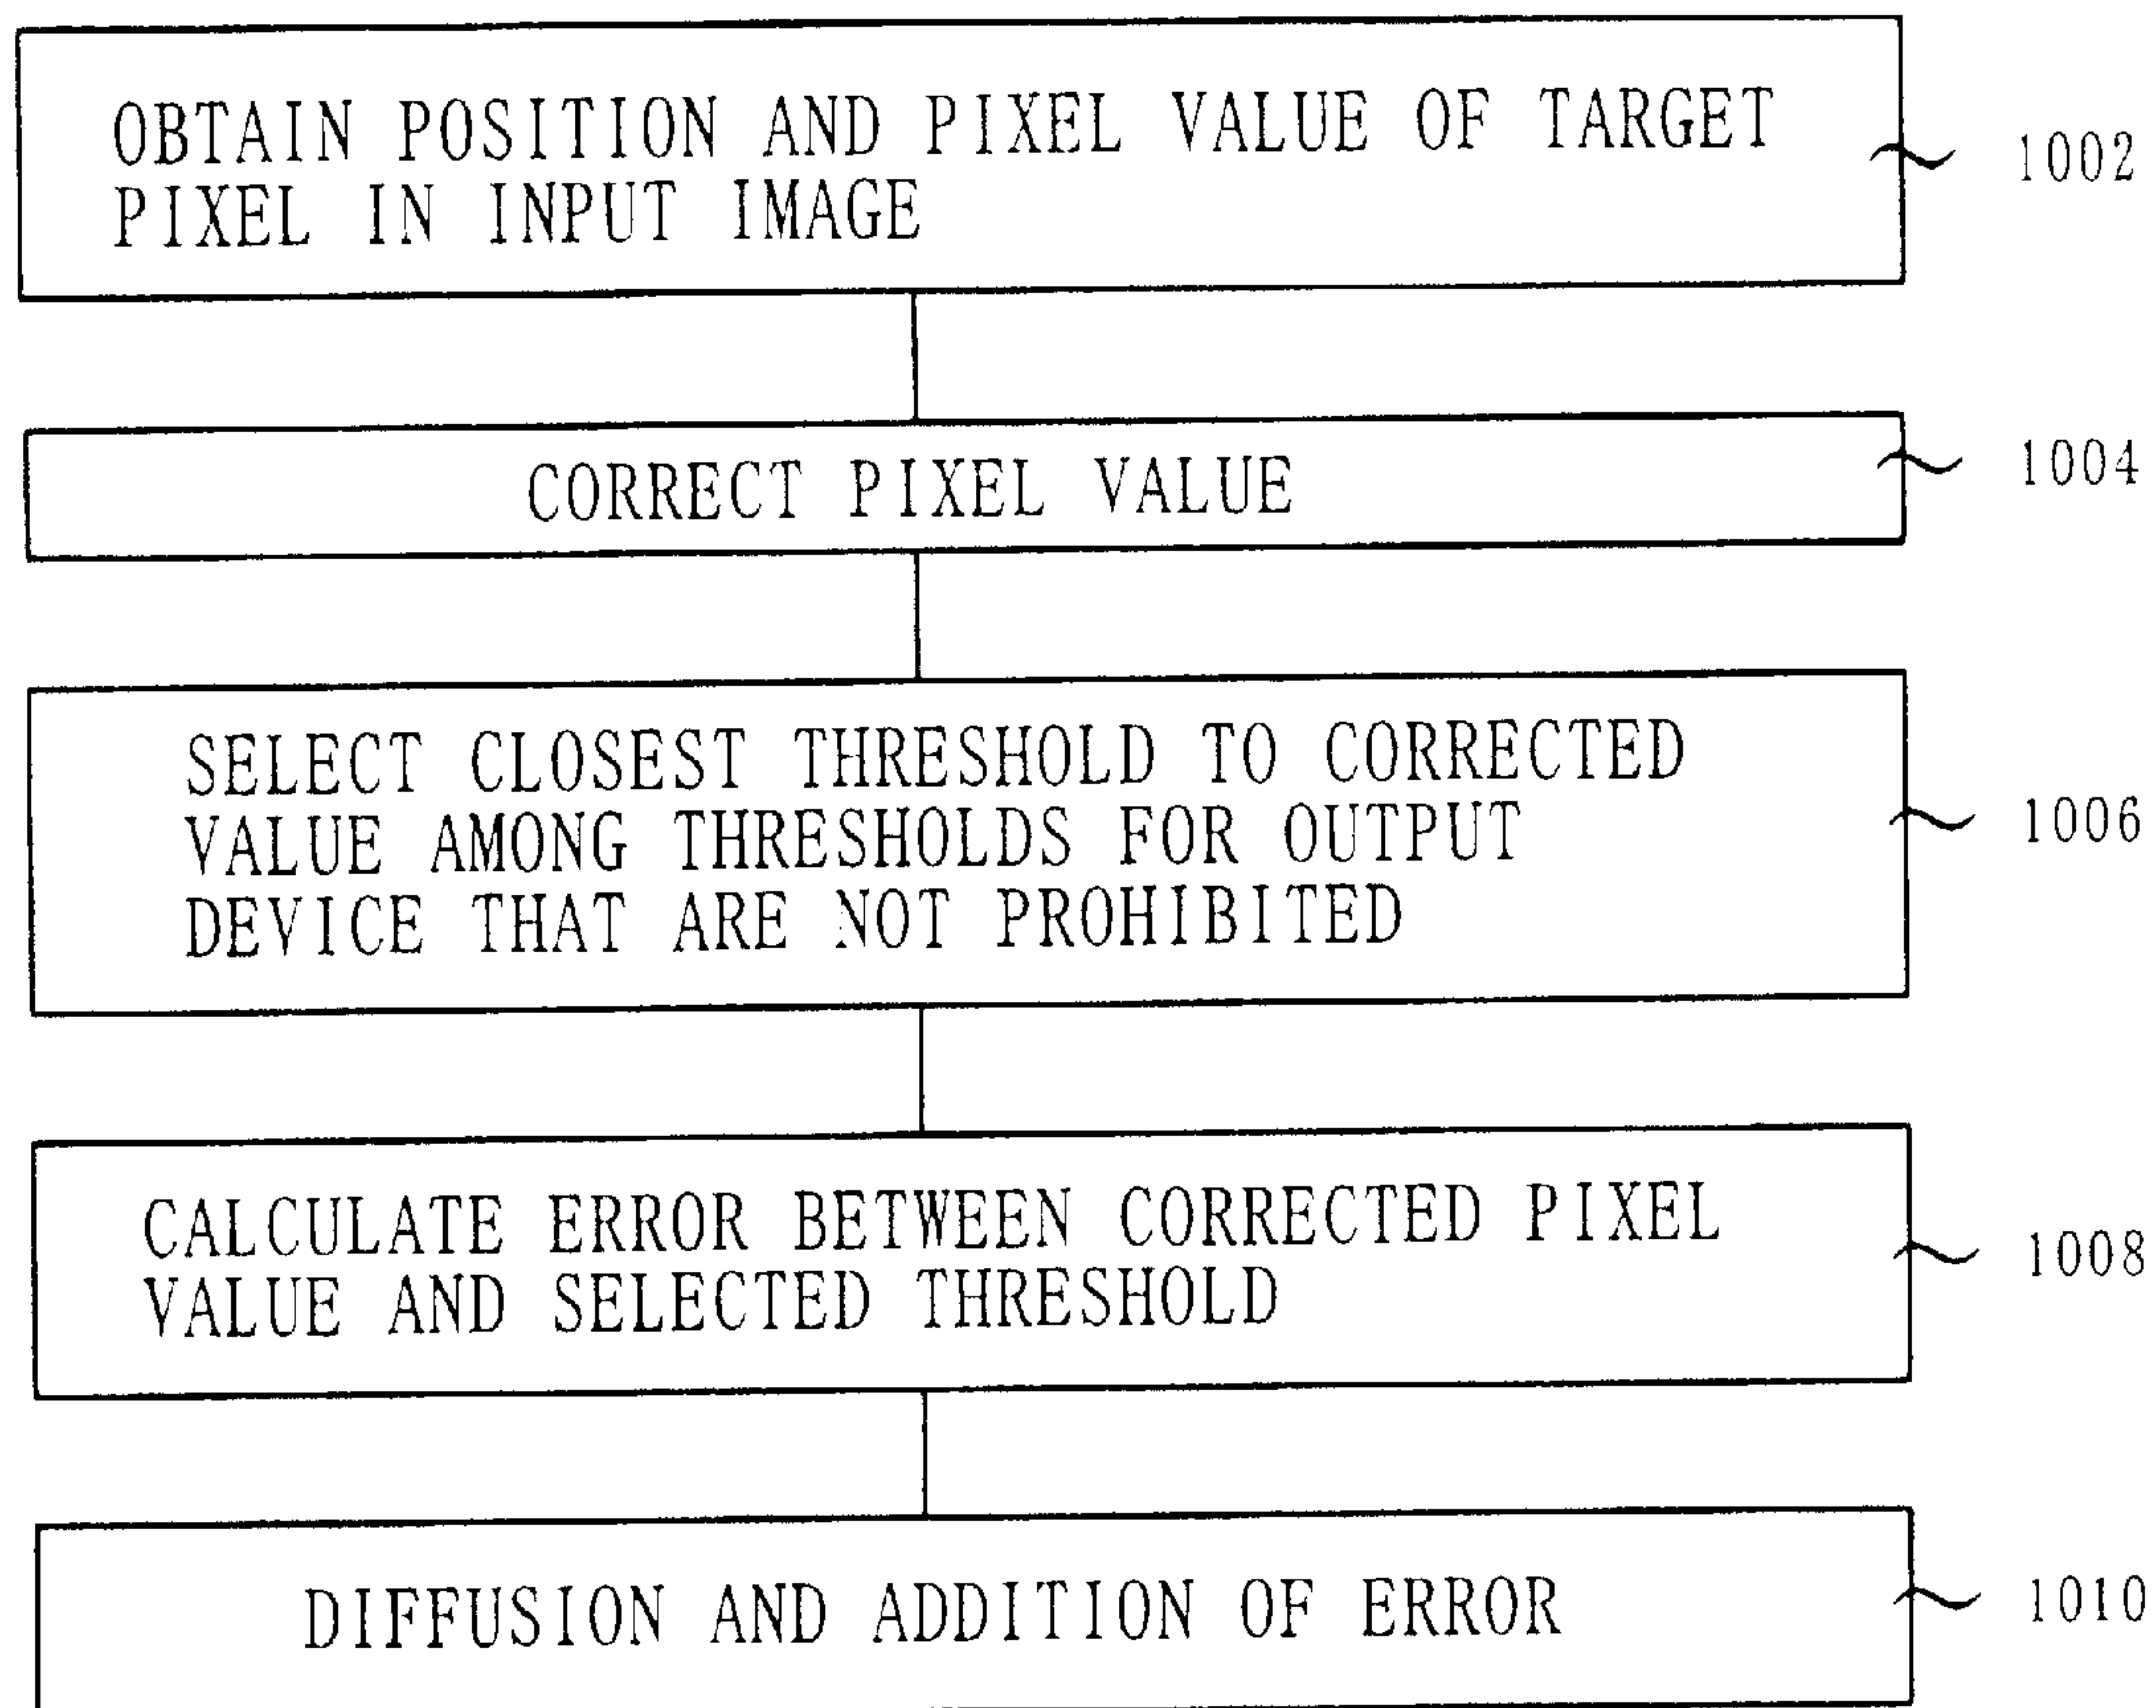 OBTAIN POSITION AND PIXEL VALUE OF TARGET
PIXEL IN INPUT IMAGE
1002
CORRECT PIXEL VALUE
1004
SELECT CLOSEST THRESHOLD TO CORRECTED
VALUE AMONG THRESHOLDS FOR OUTPUT
DEVICE THAT ARE NOT PROHIBITED
1006
CALCULATE ERROR BETWEEN CORRECTED PIXEL
VALUE AND SELECTED THRESHOLD
1008
DIFFUSION AND ADDITION OF ERROR
1010